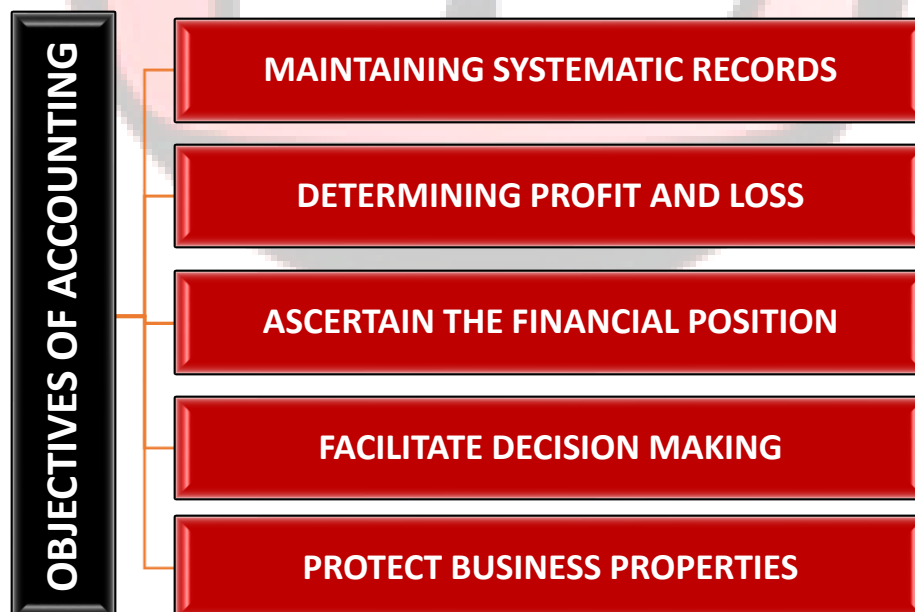 OBJECTIVES OF ACCOUNTING
MAINTAINING SYSTEMATIC RECORDS
DETERMINING PROFIT AND LOSS
ASCERTAIN THE FINANCIAL POSITION
FACILITATE DECISION MAKING
PROTECT BUSINESS PROPERTIES